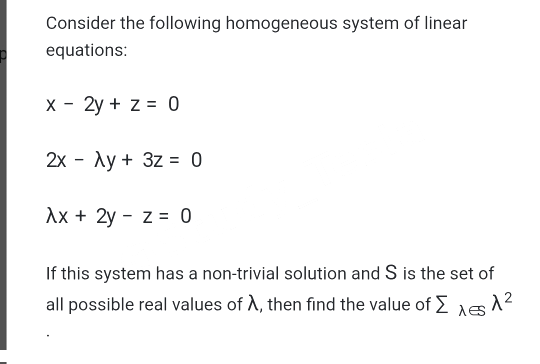 Consider the following homogeneous system of linear
equations:
x - 2y + z = 0
2x - λy + 3z = 0
λx + 2y - z = 0
If this system has a non-trivial solution and S is the set of
all possible real values of λ, then find the value of ∑ λ∈S λ²
.